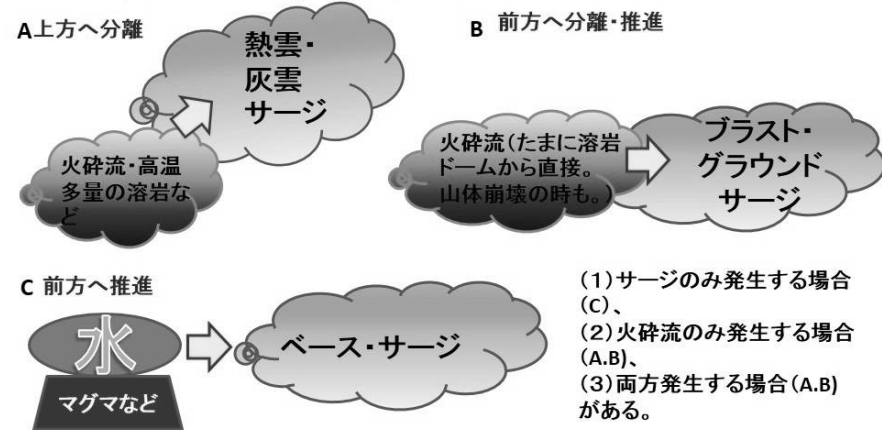 A上方へ分離
熱雲・
灰雲
サージ
火砕流・高温
多量の溶岩な
ど
B 前方へ分離・推進
火砕流(たまに溶岩
ドームから直接。
山体崩壊の時も。)
ブラスト・
グラウンド
サージ
C 前方へ推進
水
マグマなど
ベース・サージ
(1)サージのみ発生する場合
(C)、
(2)火砕流のみ発生する場合
(A.B)、
(3)両方発生する場合(A.B)
がある。